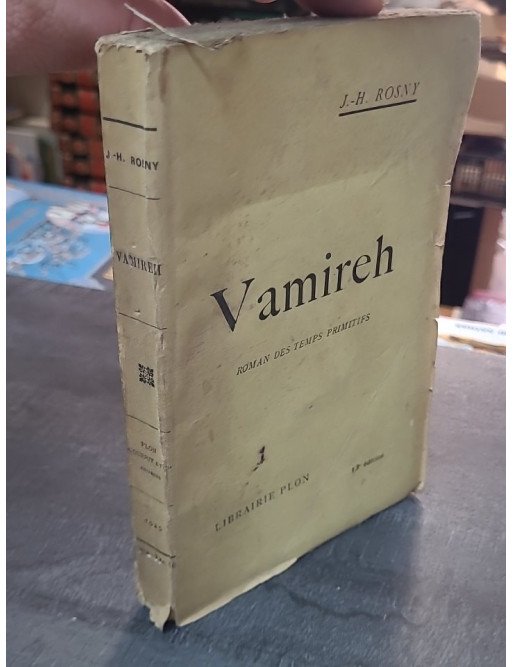 J.-H. ROSNY
VAMIREH
PLON
J.-H. ROSNY
Vamireh
ROMAN DES TEMPS PRIMITIFS
LIBRAIRIE PLON